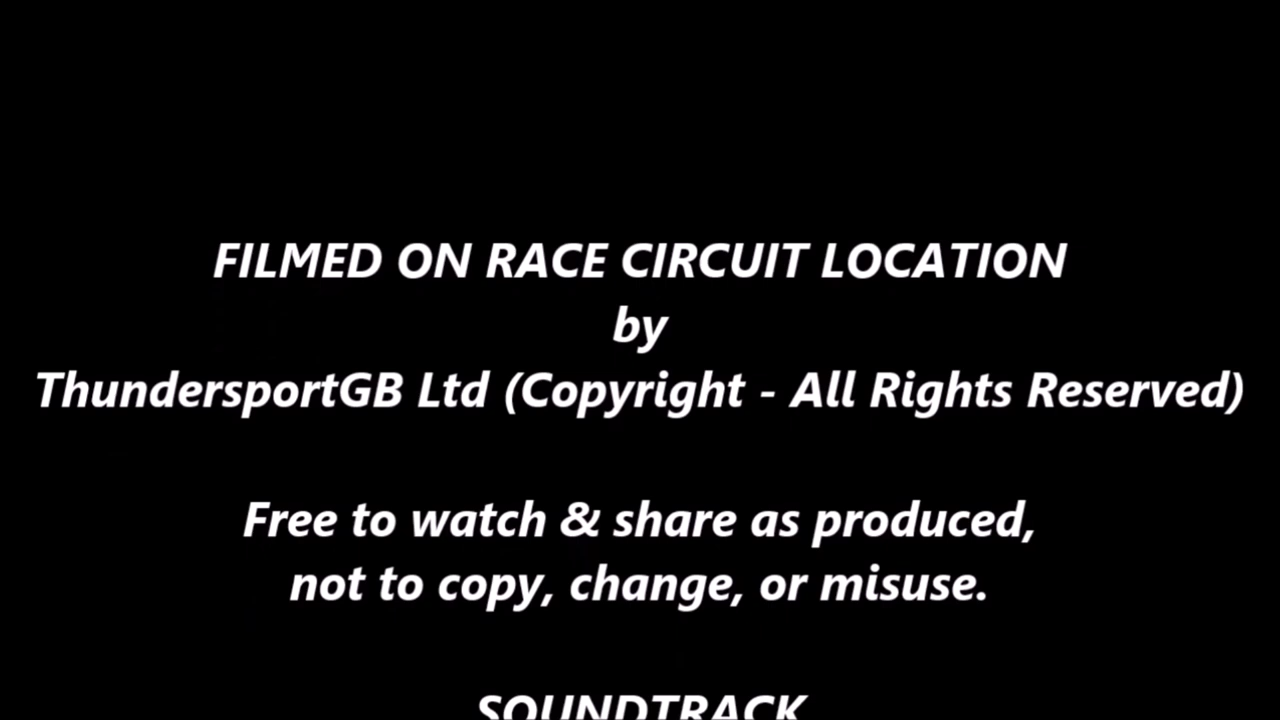 FILMED ON RACE CIRCUIT LOCATION
by
ThundersportGB Ltd (Copyright - All Rights Reserved)
Free to watch & share as produced,
not to copy, change, or misuse.
SOUNDTRACK